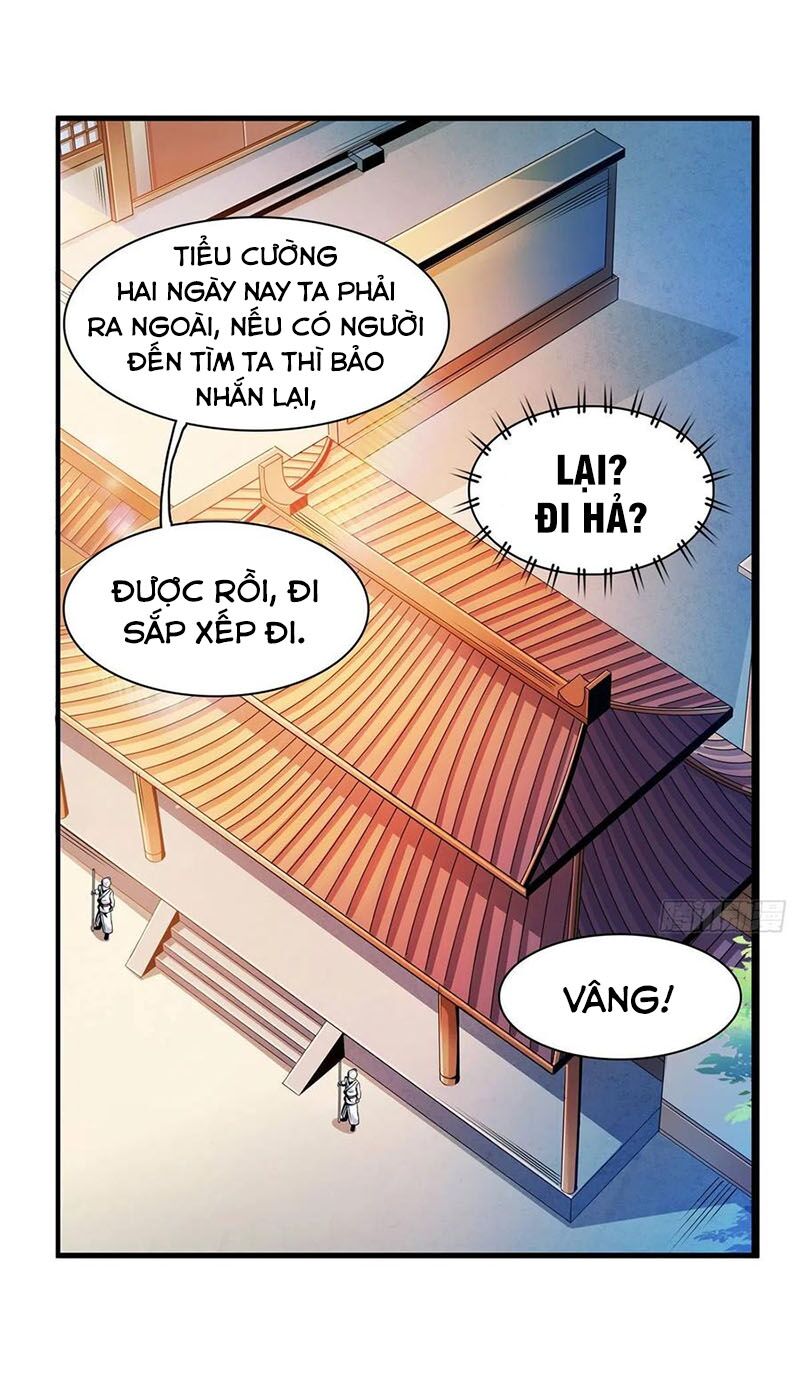 TIỂU CƯỜNG
HAI NGÀY NAY TA PHẢI
RA NGOÀI, NẾU CÓ NGƯỜI
ĐẾN TÌM TA THÌ BẢO
NHẮN LẠI,
LẠI?
ĐI HẢ?
ĐƯỢC RỒI, ĐI
SẮP XẾP ĐI.
VÂNG!